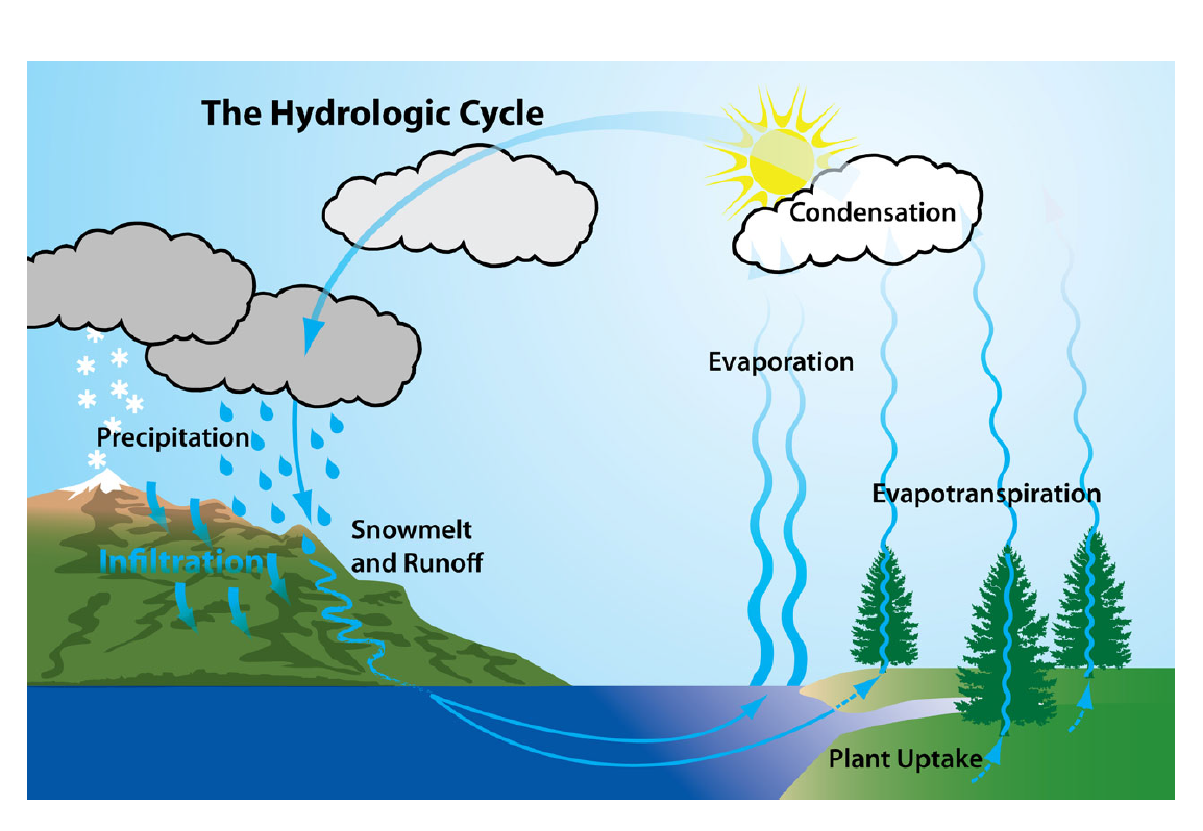 The Hydrologic Cycle
Condensation
Evaporation
Precipitation
Evapotranspiration
Snowmelt
and Runoff
Infiltration
Plant Uptake